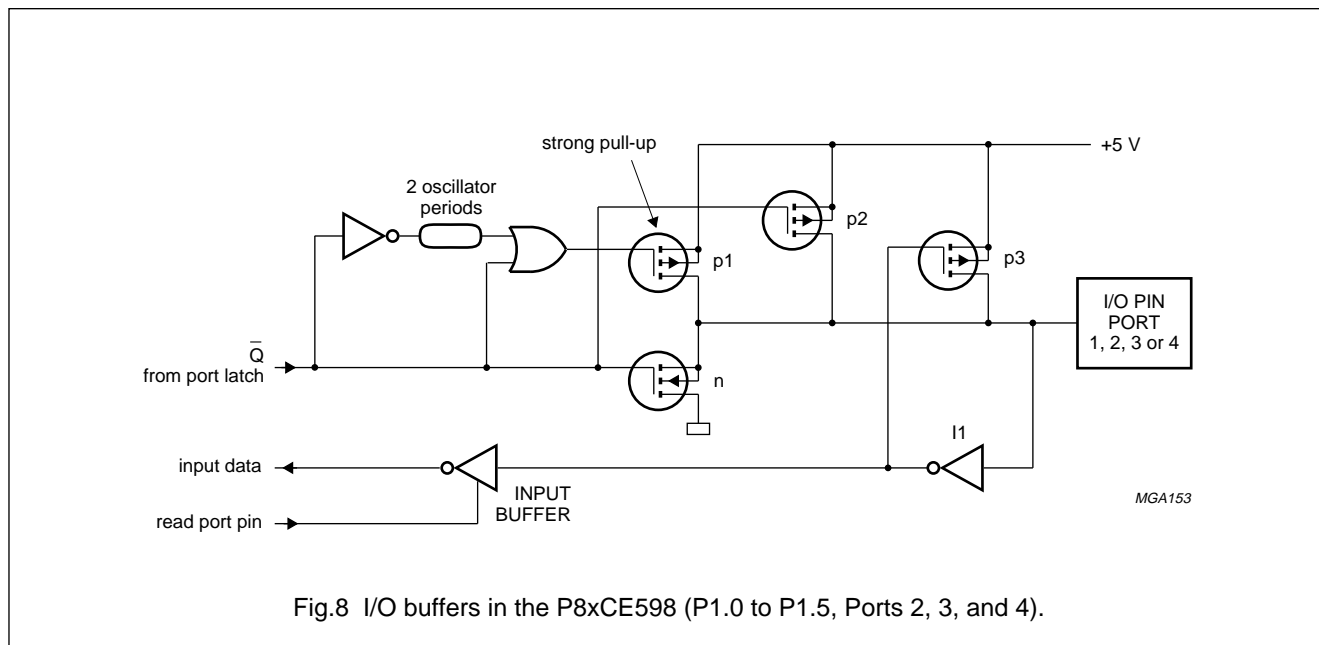 strong pull-up
+5 V
2 oscillator
periods
p2
p1
p3
I/O PIN
PORT
1, 2, 3 or 4
Q̅
from port latch
n
I1
input data
INPUT
BUFFER
read port pin
MGA153
Fig.8 I/O buffers in the P8xCE598 (P1.0 to P1.5, Ports 2, 3, and 4).